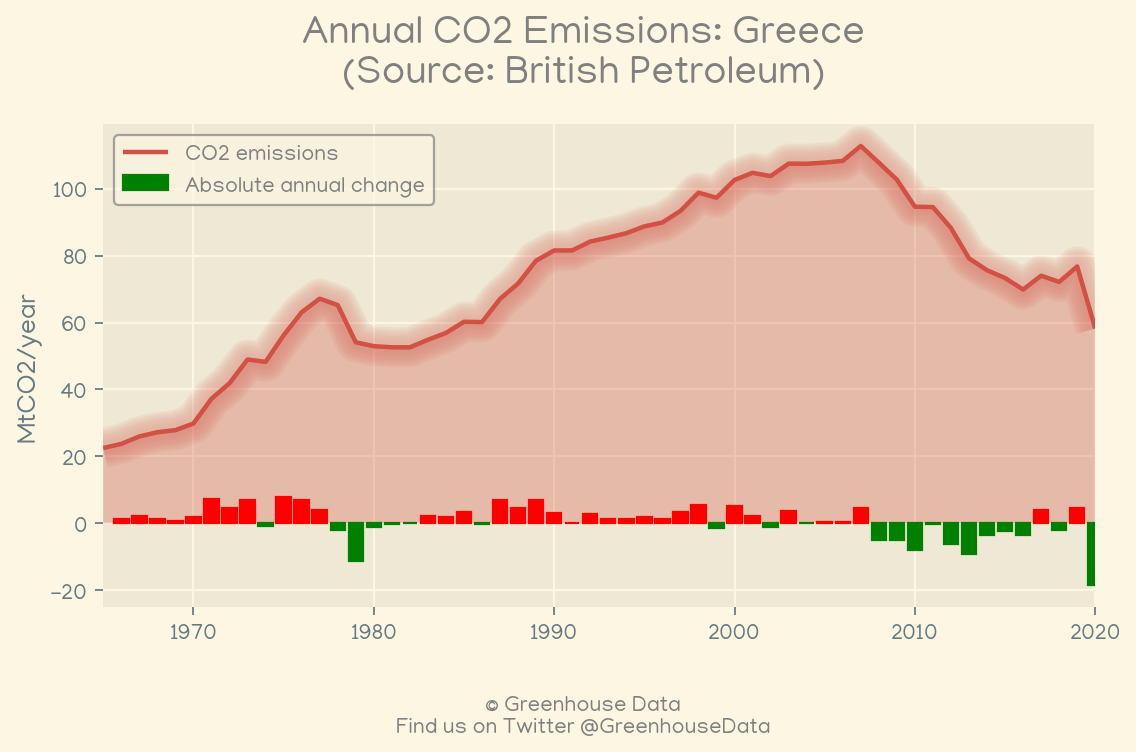 Annual CO2 Emissions: Greece
(Source: British Petroleum)
CO2 emissions
Absolute annual change
MtCO2/year
100
80
60
40
20
0
−20
1970
1980
1990
2000
2010
2020
© Greenhouse Data
Find us on Twitter @GreenhouseData